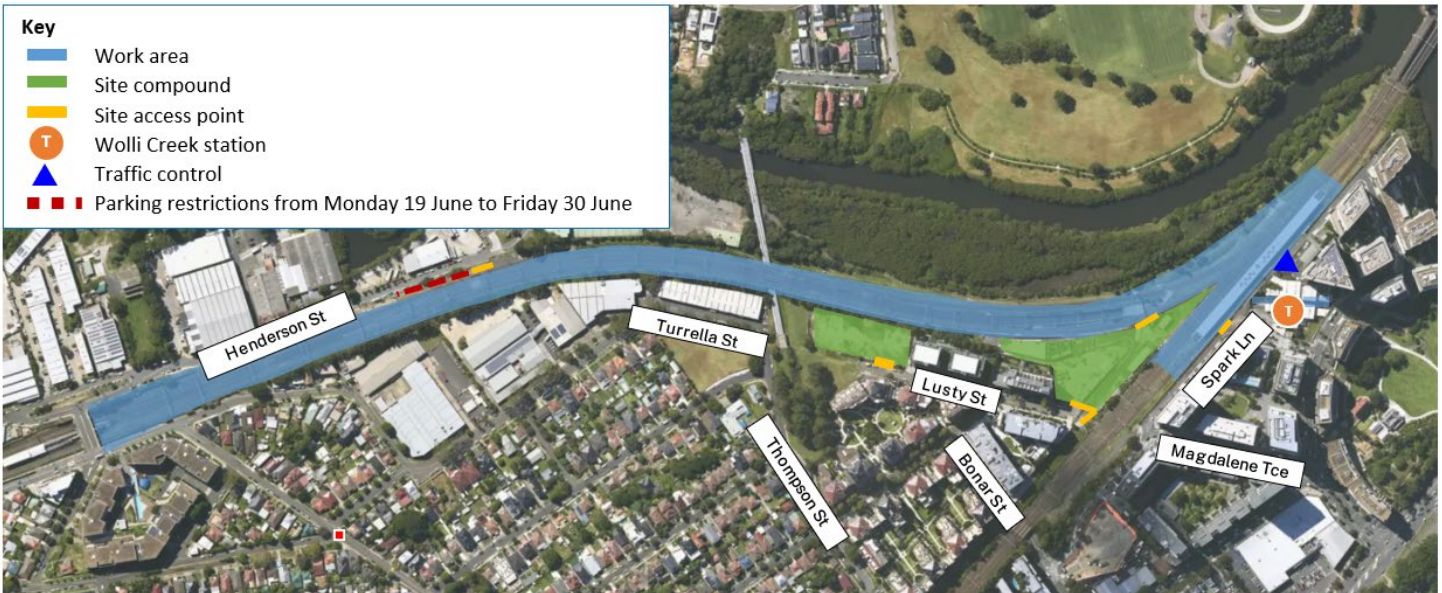 Key
Work area
Site compound
Site access point
T
Wolli Creek station
Traffic control
Parking restrictions from Monday 19 June to Friday 30 June
Henderson St
Turrella St
Lusty St
Thompson St
Bonar St
Spark Ln
Magdalene Tce
T